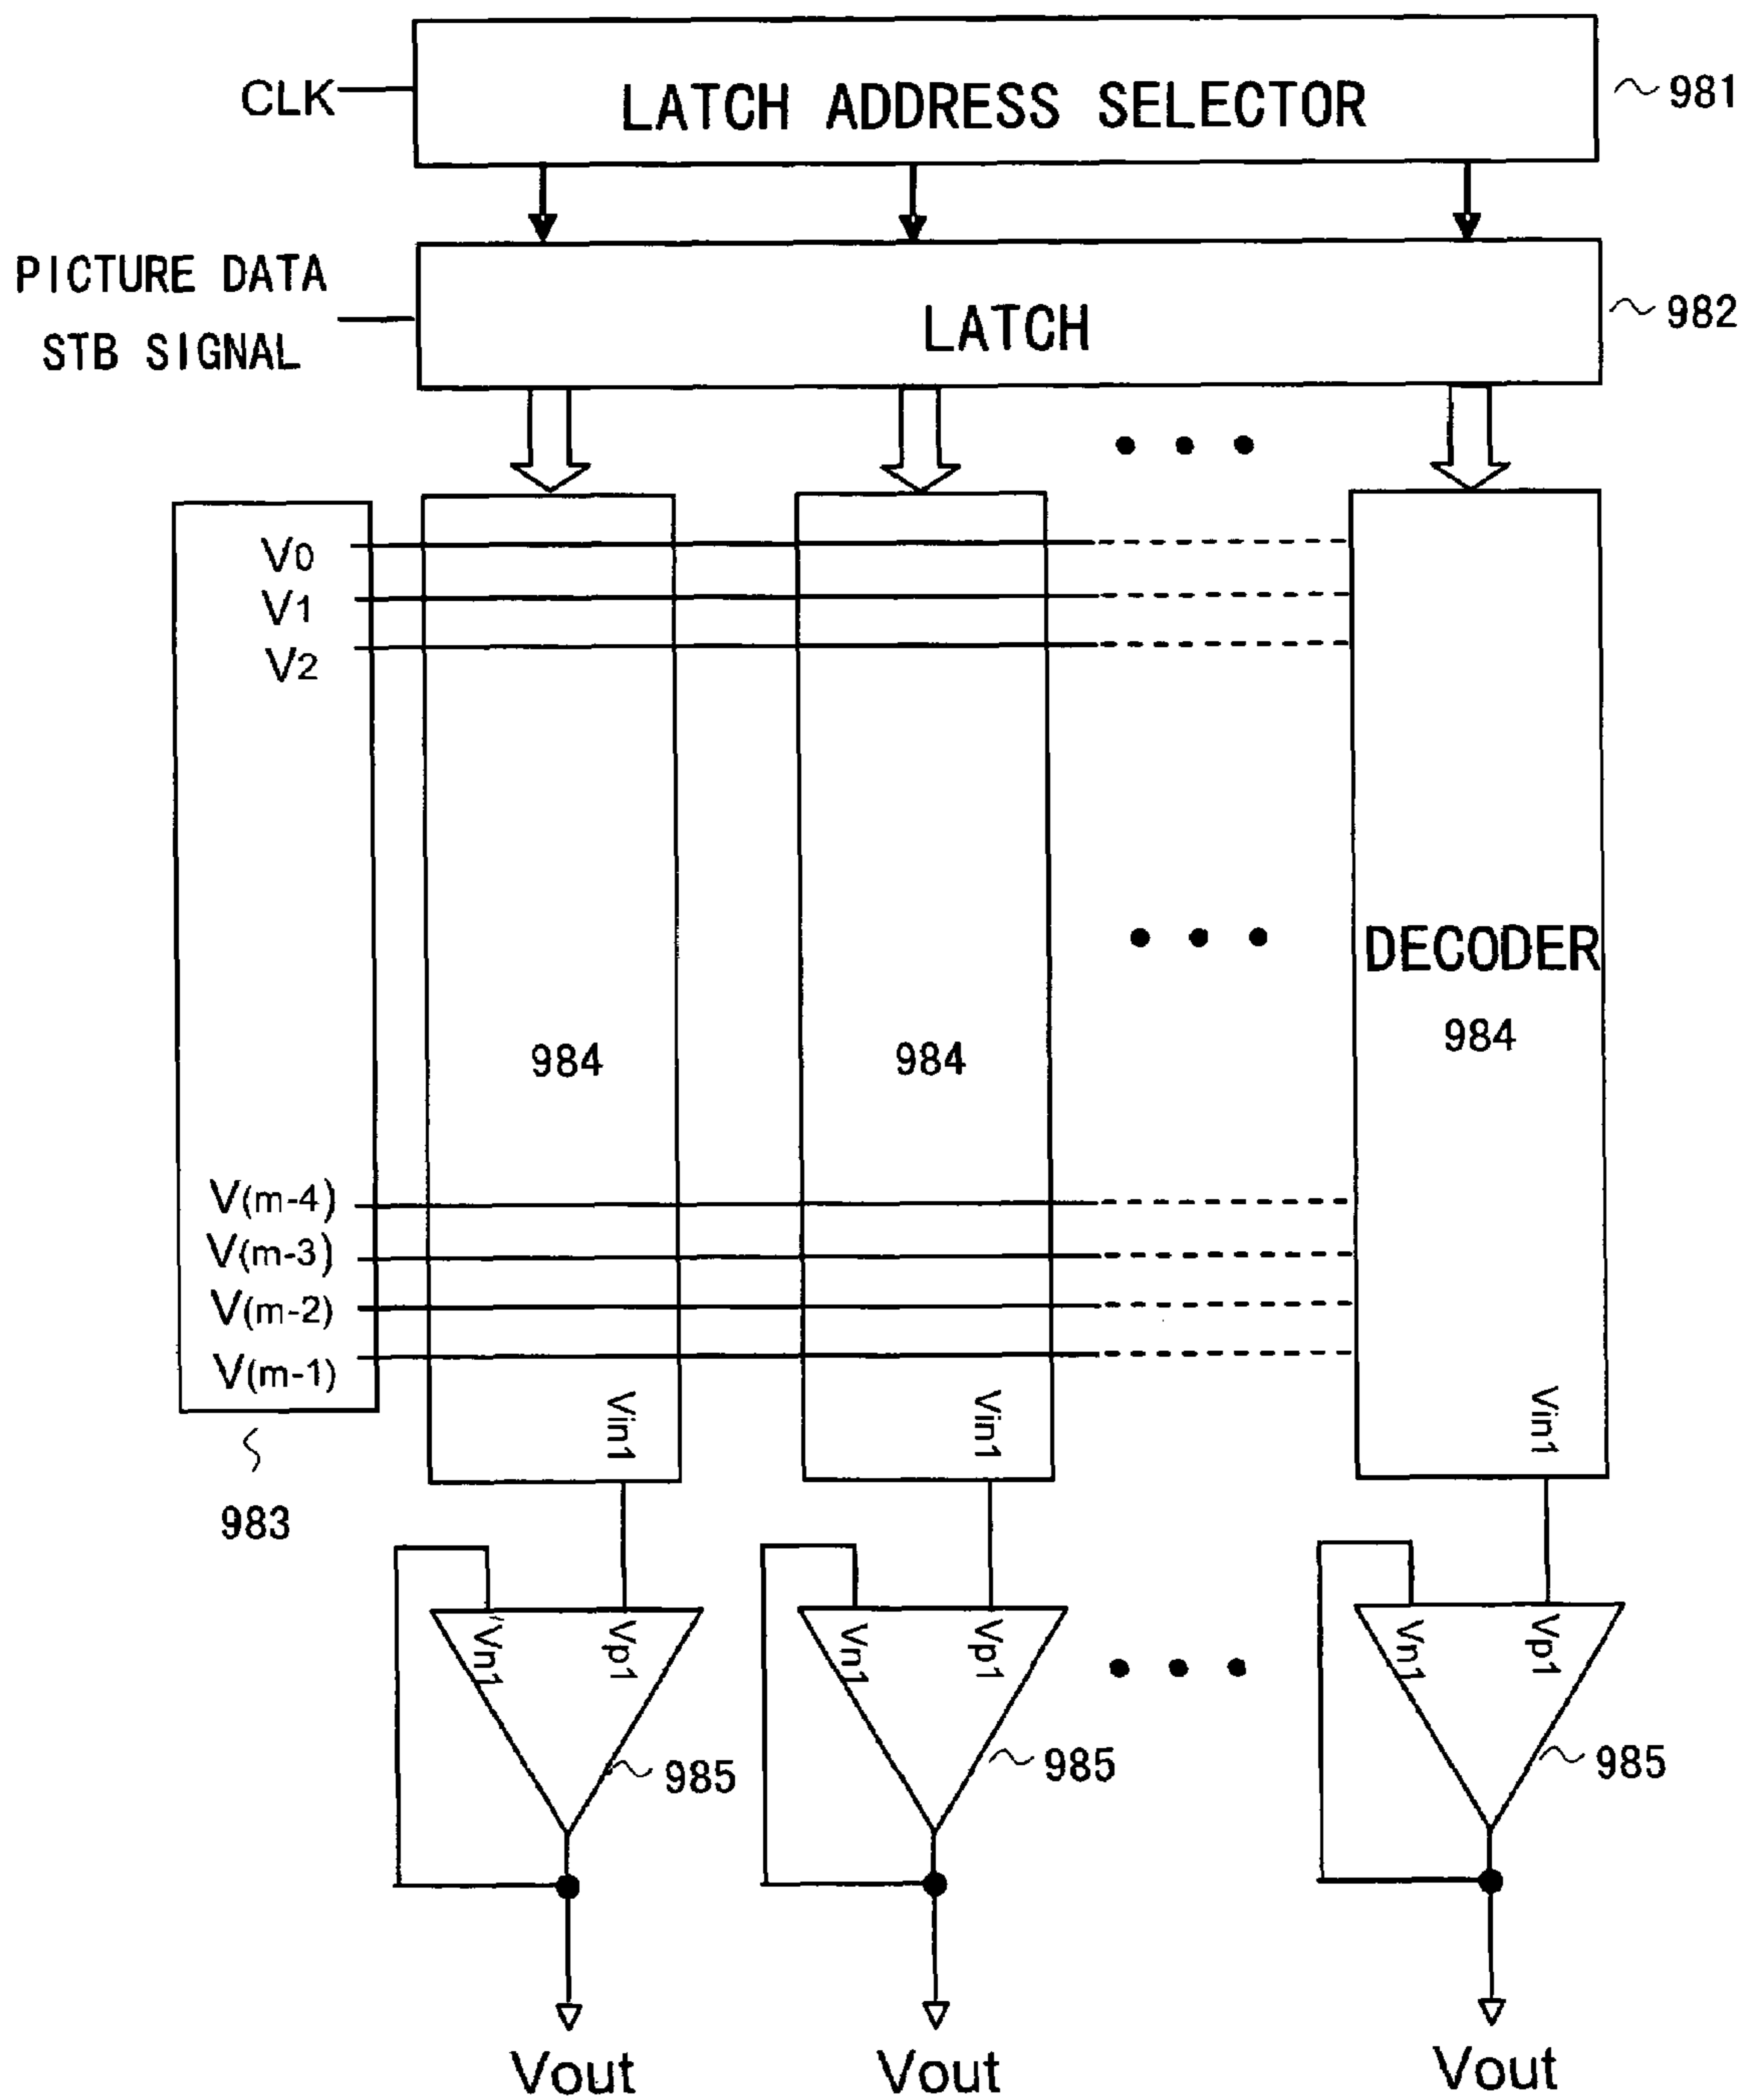 CLK
LATCH ADDRESS SELECTOR
981
PICTURE DATA
STB SIGNAL
LATCH
982
V0
V1
V2
DECODER
984
984
984
V(m-4)
V(m-3)
V(m-2)
V(m-1)
Vin1
Vin1
Vin1
983
Vn1
Vp1
Vn1
Vp1
Vn1
Vp1
985
985
985
Vout
Vout
Vout